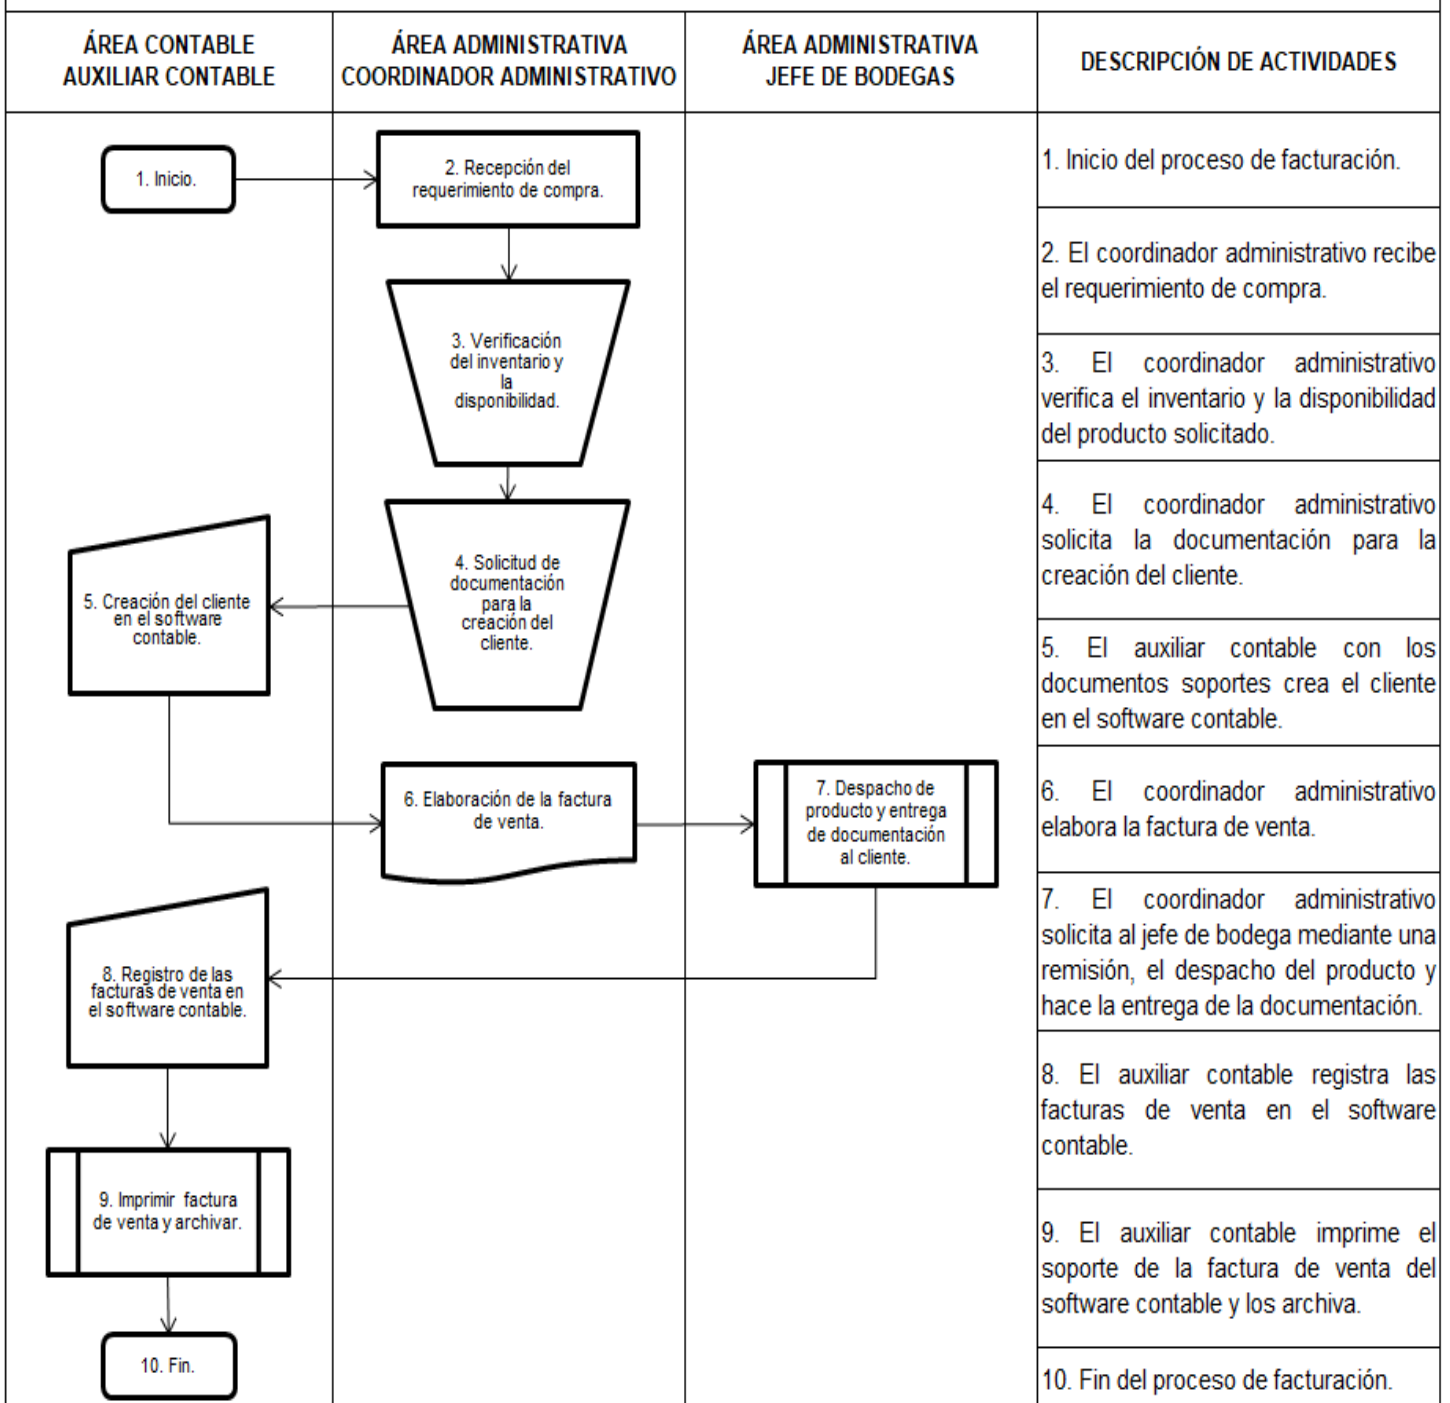 ÁREA CONTABLE
AUXILIAR CONTABLE
ÁREA ADMINISTRATIVA
COORDINADOR ADMINISTRATIVO
ÁREA ADMINISTRATIVA
JEFE DE BODEGAS
DESCRIPCIÓN DE ACTIVIDADES
1. Inicio.
2. Recepción del
requerimiento de compra.
3. Verificación
del inventario y
la
disponibilidad.
4. Solicitud de
documentación
para la
creación del
cliente.
5. Creación del cliente
en el software
contable.
6. Elaboración de la factura
de venta.
7. Despacho de
producto y entrega
de documentación
al cliente.
8. Registro de las
facturas de venta en
el software contable.
9. Imprimir factura
de venta y archivar.
10. Fin.
1. Inicio del proceso de facturación.
2. El coordinador administrativo recibe
el requerimiento de compra.
3. El coordinador administrativo
verifica el inventario y la disponibilidad
del producto solicitado.
4. El coordinador administrativo
solicita la documentación para la
creación del cliente.
5. El auxiliar contable con los
documentos soportes crea el cliente
en el software contable.
6. El coordinador administrativo
elabora la factura de venta.
7. El coordinador administrativo
solicita al jefe de bodega mediante una
remisión, el despacho del producto y
hace la entrega de la documentación.
8. El auxiliar contable registra las
facturas de venta en el software
contable.
9. El auxiliar contable imprime el
soporte de la factura de venta del
software contable y los archiva.
10. Fin del proceso de facturación.